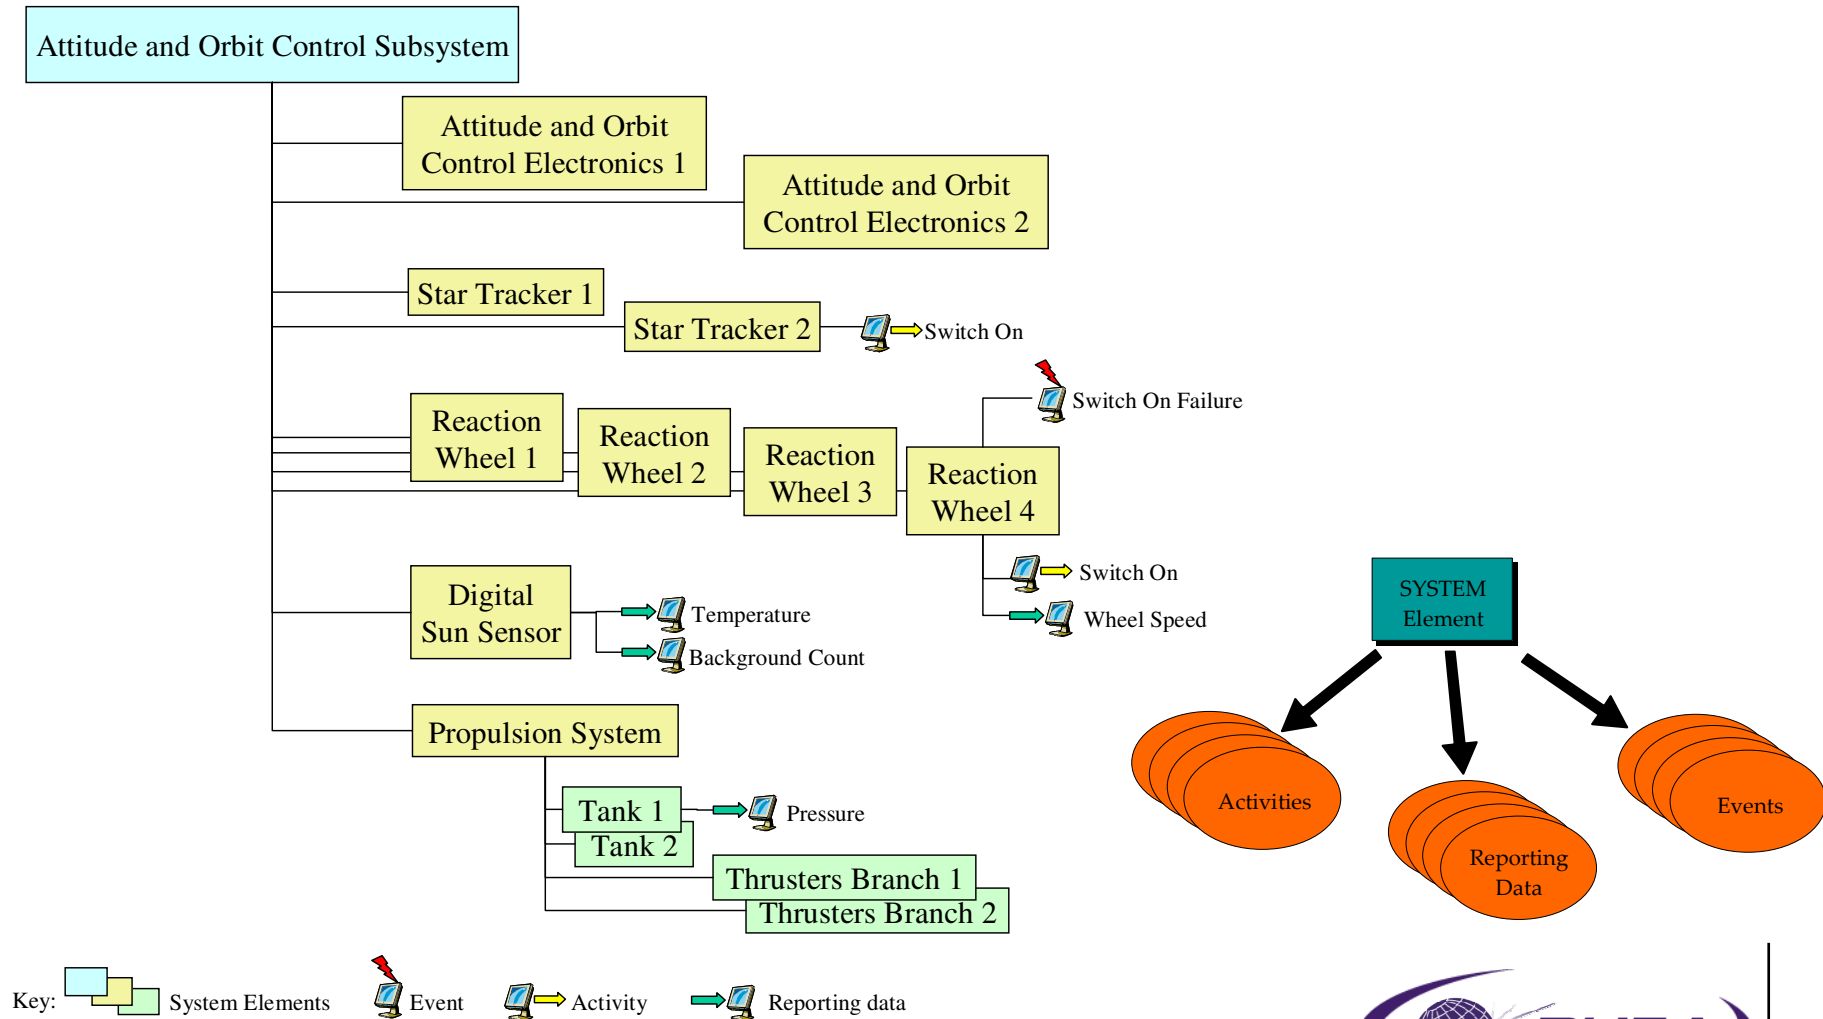 Attitude and Orbit Control Subsystem
Attitude and Orbit
Control Electronics 1
Attitude and Orbit
Control Electronics 2
Star Tracker 1
Star Tracker 2
Switch On
Switch On Failure
Reaction
Wheel 1
Reaction
Wheel 2
Reaction
Wheel 3
Reaction
Wheel 4
Switch On
Wheel Speed
Digital
Sun Sensor
Temperature
Background Count
Propulsion System
Tank 1
Pressure
Tank 2
Thrusters Branch 1
Thrusters Branch 2
SYSTEM
Element
Activities
Reporting
Data
Events
Key:
System Elements
Event
Activity
Reporting data